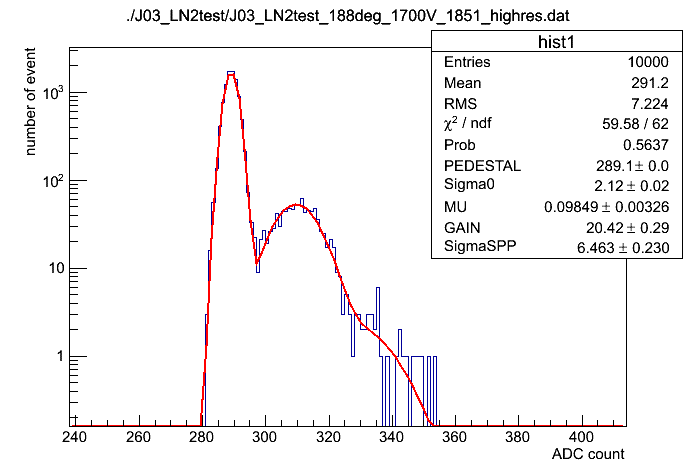 ./J03_LN2test/J03_LN2test_188deg_1700V_1851_highres.dat
hist1
Entries 10000
Mean 291.2
RMS 7.224
χ² / ndf 59.58 / 62
Prob 0.5637
PEDESTAL 289.1 ± 0.0
Sigma0 2.12 ± 0.02
MU 0.09849 ± 0.00326
GAIN 20.42 ± 0.29
SigmaSPP 6.463 ± 0.230
number of event
10³
10²
10
1
240 260 280 300 320 340 360 380 400
ADC count